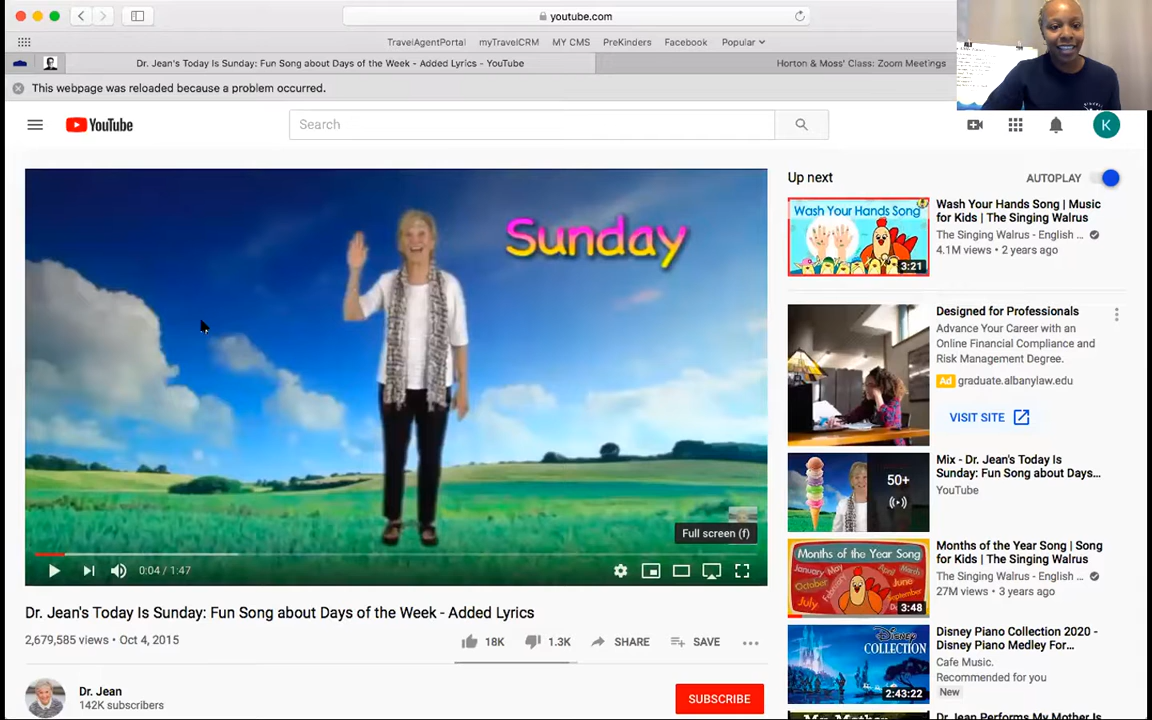 youtube.com
TravelAgentPortal myTravelCRM MY CMS PreKinders Facebook Popular
Dr. Jean's Today Is Sunday: Fun Song about Days of the Week - Added Lyrics - YouTube
Horton & Moss' Class: Zoom Meetings
This webpage was reloaded because a problem occurred.
YouTube
Search
K
Sunday
Full screen (f)
0:04 / 1:47
Dr. Jean's Today Is Sunday: Fun Song about Days of the Week - Added Lyrics
2,679,585 views • Oct 4, 2015
18K 1.3K SHARE SAVE
Dr. Jean
142K subscribers
SUBSCRIBE
Up next
AUTOPLAY
Wash Your Hands Song
3:21
Wash Your Hands Song | Music
for Kids | The Singing Walrus
The Singing Walrus - English ...
4.1M views • 2 years ago
Designed for Professionals
Advance Your Career with an
Online Financial Compliance and
Risk Management Degree.
Ad graduate.albanylaw.edu
VISIT SITE
50+
Mix - Dr. Jean's Today Is
Sunday: Fun Song about Days...
YouTube
Months of the Year Song
January
March
April
October
February
June
July
September
3:48
Months of the Year Song | Song
for Kids | The Singing Walrus
The Singing Walrus - English ...
27M views • 3 years ago
Disney
COLLECTION
2:43:22
Disney Piano Collection 2020 -
Disney Piano Medley For...
Cafe Music.
Recommended for you
New
Dr. Jean Performs My Mother Is